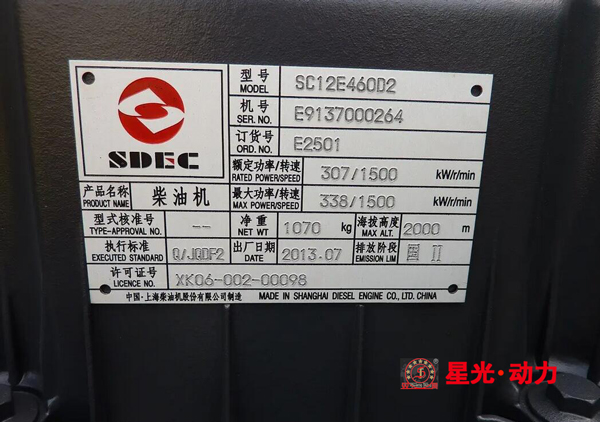 SDEC
型号 MODEL SC12E460D2
机号 SER.NO. E9137000264
订货号 ORD.NO. E2501
额定功率/转速 RATED POWER/SPEED 307/1500 kW/r/min
产品名称 PRODUCT NAME 柴油机
最大功率/转速 MAX POWER/SPEED 338/1500 kW/r/min
型式核准号 TYPE-APPROVAL NO. --
净重 NET WT 1070 kg
海拔高度 MAX ALT. 2000 m
执行标准 EXECUTED STANDARD Q/JQDF2
出厂日期 DATE 2013.07
排放阶段 EMISSION LIM 国 II
许可证号 LICENCE NO. XK06-002-00098
中国·上海柴油机股份有限公司制造 MADE IN SHANGHAI DIESEL ENGINE CO., LTD. CHINA
星光·动力